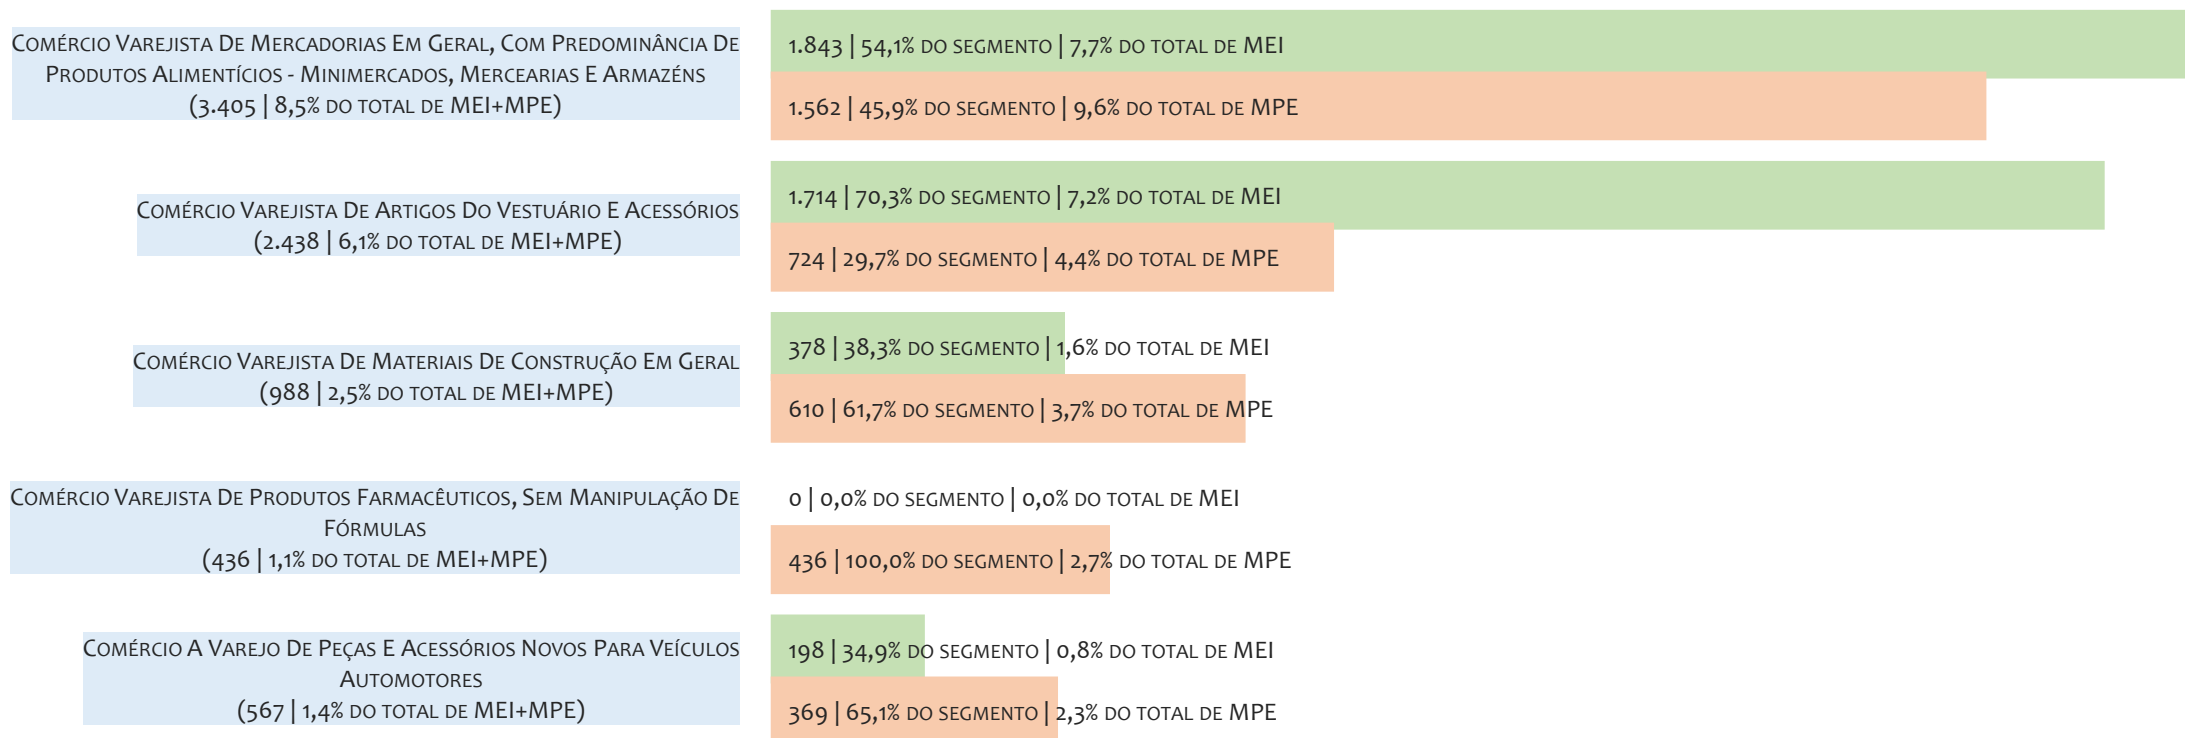 Comércio Varejista De Mercadorias Em Geral, Com Predominância De
Produtos Alimentícios - Minimercados, Mercearias E Armazéns
(3.405 | 8,5% do total de MEI+MPE)
1.843 | 54,1% do segmento | 7,7% do total de MEI
1.562 | 45,9% do segmento | 9,6% do total de MPE
Comércio Varejista De Artigos Do Vestuário E Acessórios
(2.438 | 6,1% do total de MEI+MPE)
1.714 | 70,3% do segmento | 7,2% do total de MEI
724 | 29,7% do segmento | 4,4% do total de MPE
Comércio Varejista De Materiais De Construção Em Geral
(988 | 2,5% do total de MEI+MPE)
378 | 38,3% do segmento | 1,6% do total de MEI
610 | 61,7% do segmento | 3,7% do total de MPE
Comércio Varejista De Produtos Farmacêuticos, Sem Manipulação De
Fórmulas
(436 | 1,1% do total de MEI+MPE)
0 | 0,0% do segmento | 0,0% do total de MEI
436 | 100,0% do segmento | 2,7% do total de MPE
Comércio A Varejo De Peças E Acessórios Novos Para Veículos
Automotores
(567 | 1,4% do total de MEI+MPE)
198 | 34,9% do segmento | 0,8% do total de MEI
369 | 65,1% do segmento | 2,3% do total de MPE